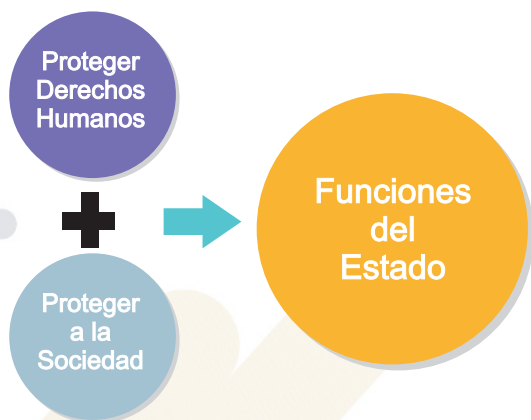 Proteger
Derechos
Humanos
Proteger
a la
Sociedad
Funciones
del
Estado